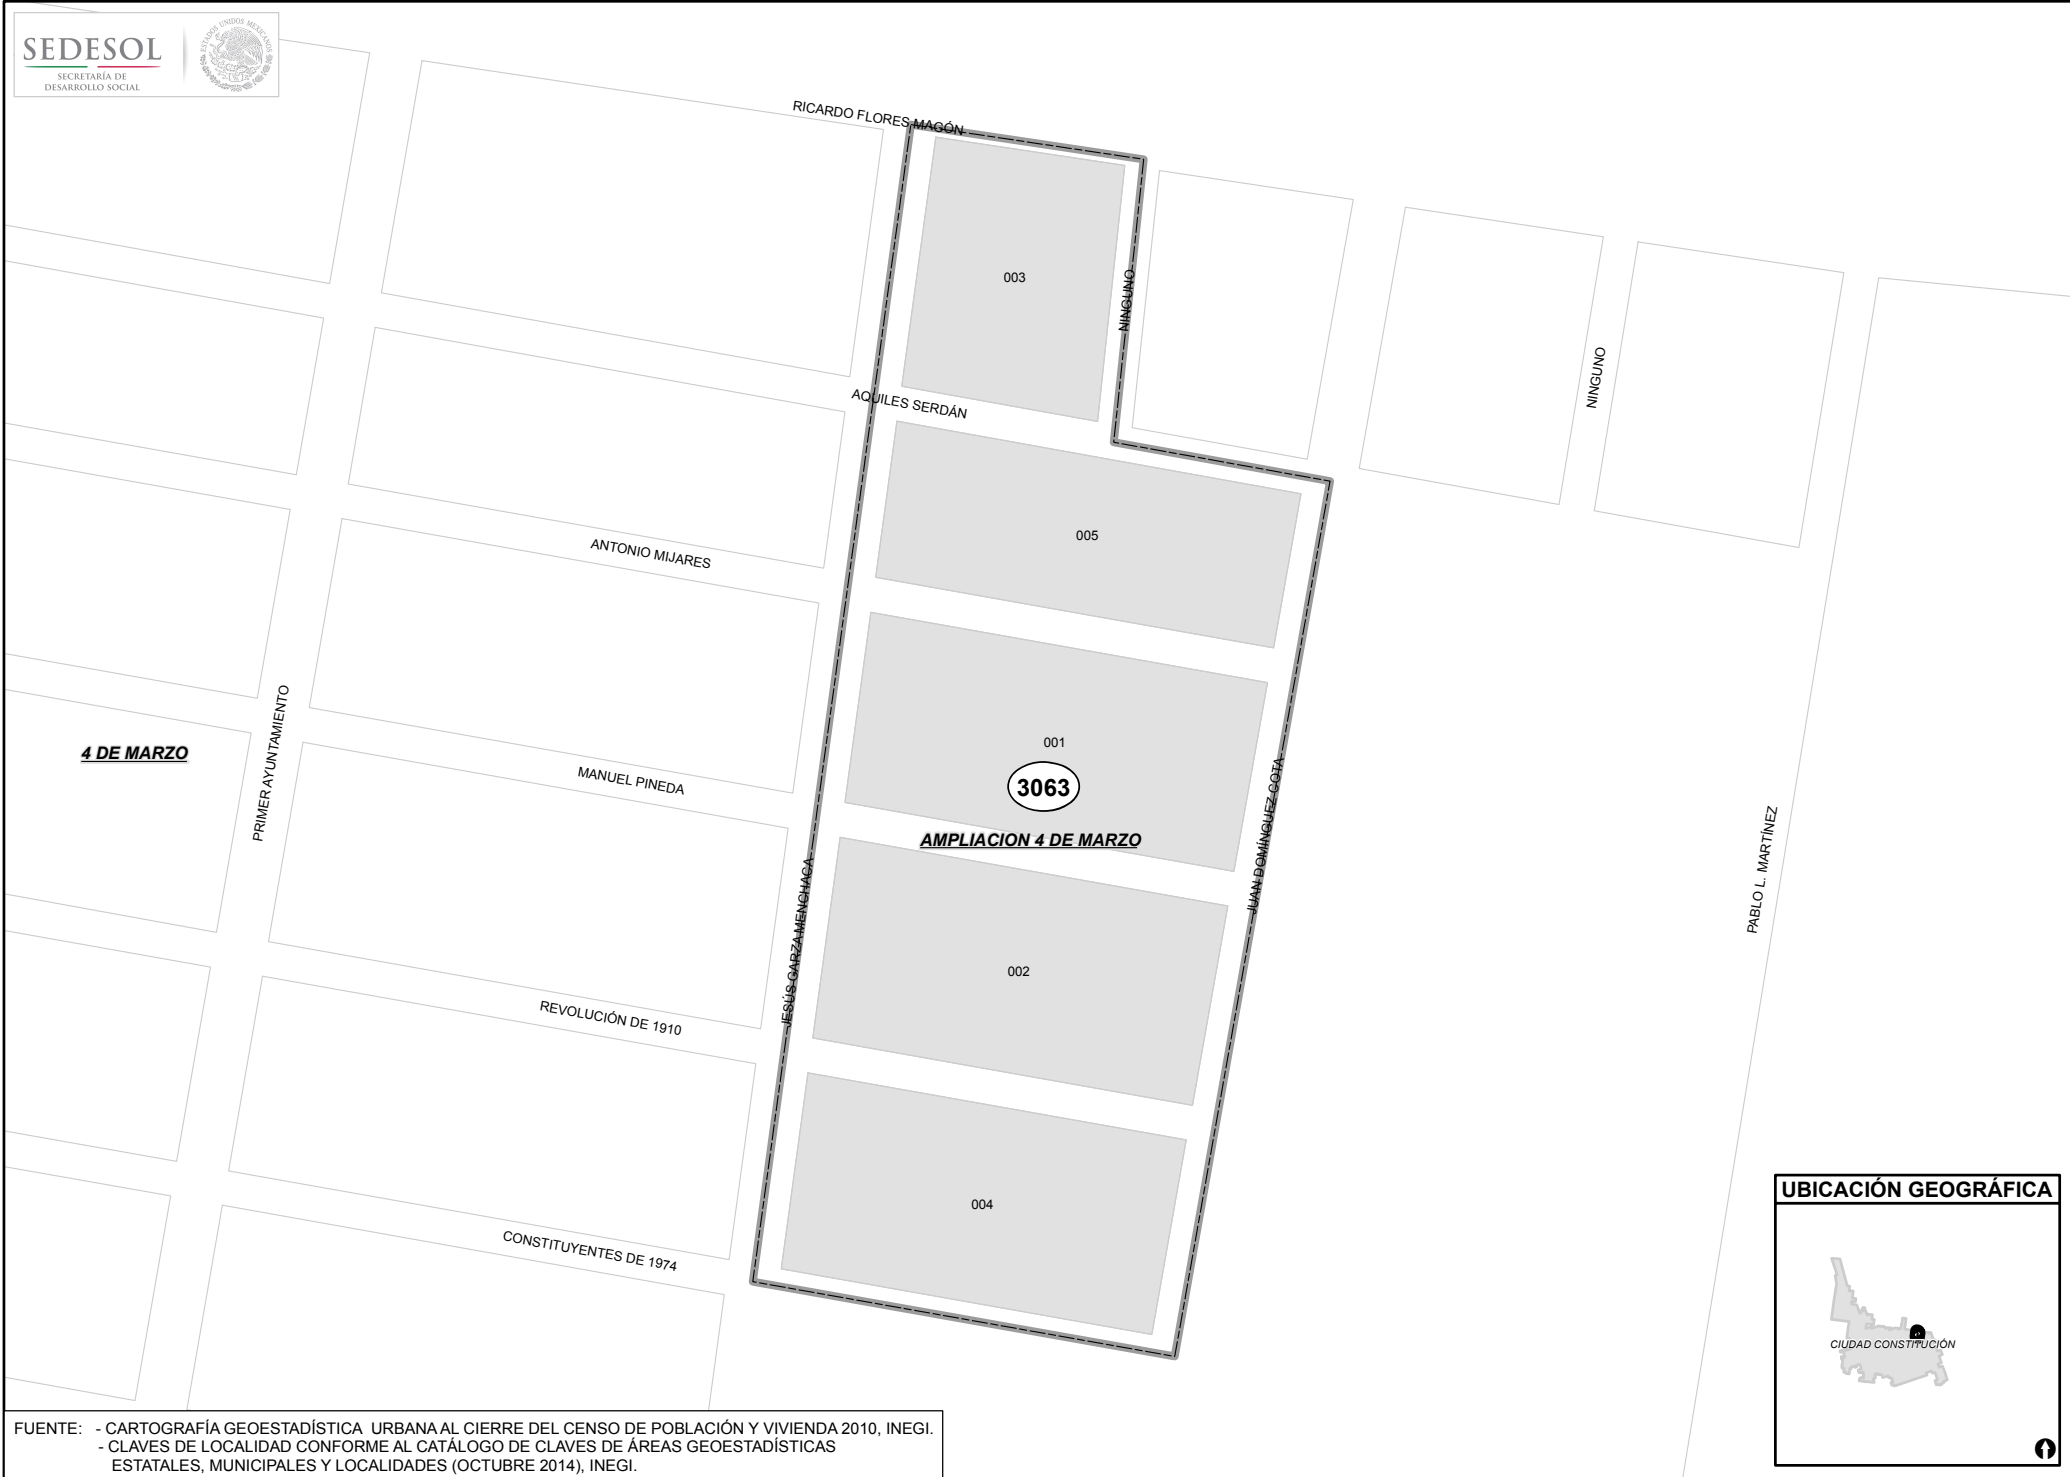 SEDESOL
SECRETARÍA DE
DESARROLLO SOCIAL
ESTADOS UNIDOS MEXICANOS
RICARDO FLORES MAGÓN
003
NINGUNO
NINGUNO
AQUILES SERDÁN
005
ANTONIO MIJARES
001
3063
4 DE MARZO
PRIMER AYUNTAMIENTO
MANUEL PINEDA
AMPLIACION 4 DE MARZO
JUAN DOMÍNGUEZ COTA
PABLO L. MARTÍNEZ
JESÚS GARZA MENCHACA
002
REVOLUCIÓN DE 1910
004
CONSTITUYENTES DE 1974
UBICACIÓN GEOGRÁFICA
CIUDAD CONSTITUCIÓN
FUENTE: - CARTOGRAFÍA GEOESTADÍSTICA URBANA AL CIERRE DEL CENSO DE POBLACIÓN Y VIVIENDA 2010, INEGI.
- CLAVES DE LOCALIDAD CONFORME AL CATÁLOGO DE CLAVES DE ÁREAS GEOESTADÍSTICAS
ESTATALES, MUNICIPALES Y LOCALIDADES (OCTUBRE 2014), INEGI.